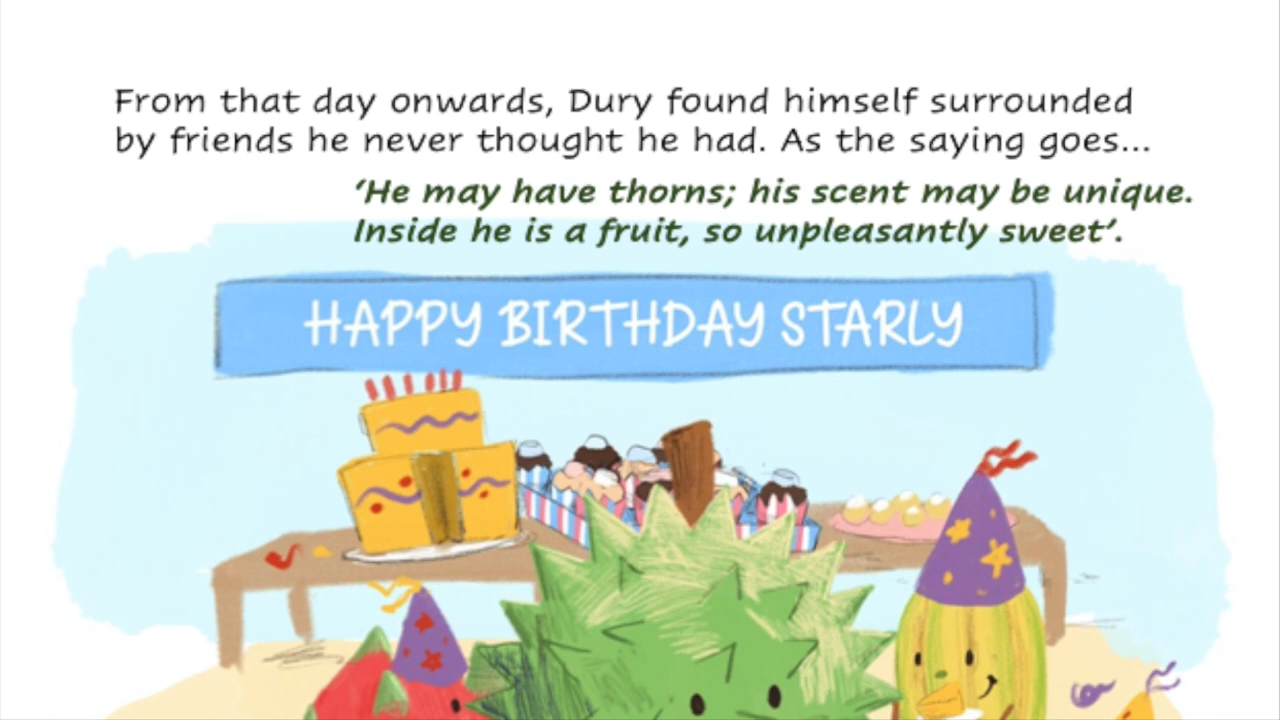 From that day onwards, Dury found himself surrounded
by friends he never thought he had. As the saying goes...
‘He may have thorns; his scent may be unique.
Inside he is a fruit, so unpleasantly sweet’.
HAPPY BIRTHDAY STARLY